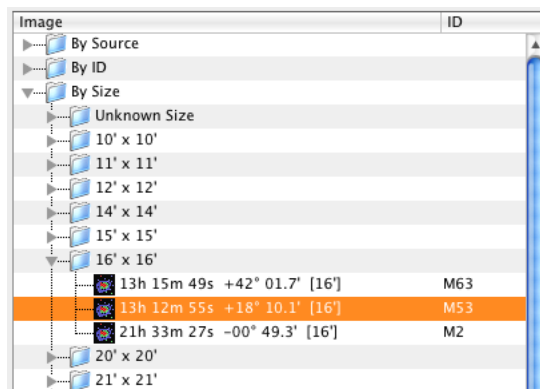 Image ID
By Source
By ID
By Size
Unknown Size
10' x 10'
11' x 11'
12' x 12'
14' x 14'
15' x 15'
16' x 16'
13h 15m 49s +42° 01.7' [16'] M63
13h 12m 55s +18° 10.1' [16'] M53
21h 33m 27s -00° 49.3' [16'] M2
20' x 20'
21' x 21'